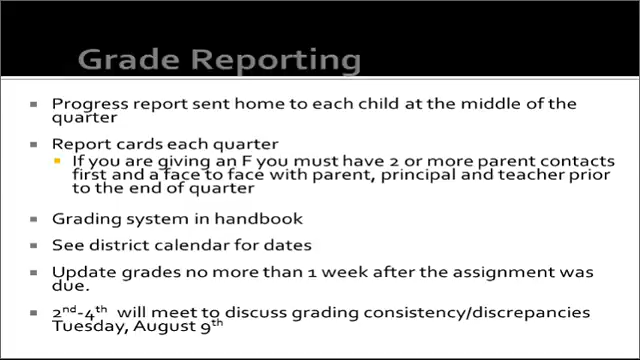 Grade Reporting
Progress report sent home to each child at the middle of the
quarter
Report cards each quarter
If you are giving an F you must have 2 or more parent contacts
first and a face to face with parent, principal and teacher prior
to the end of quarter
Grading system in handbook
See district calendar for dates
Update grades no more than 1 week after the assignment was
due.
2nd-4th will meet to discuss grading consistency/discrepancies
Tuesday, August 9th